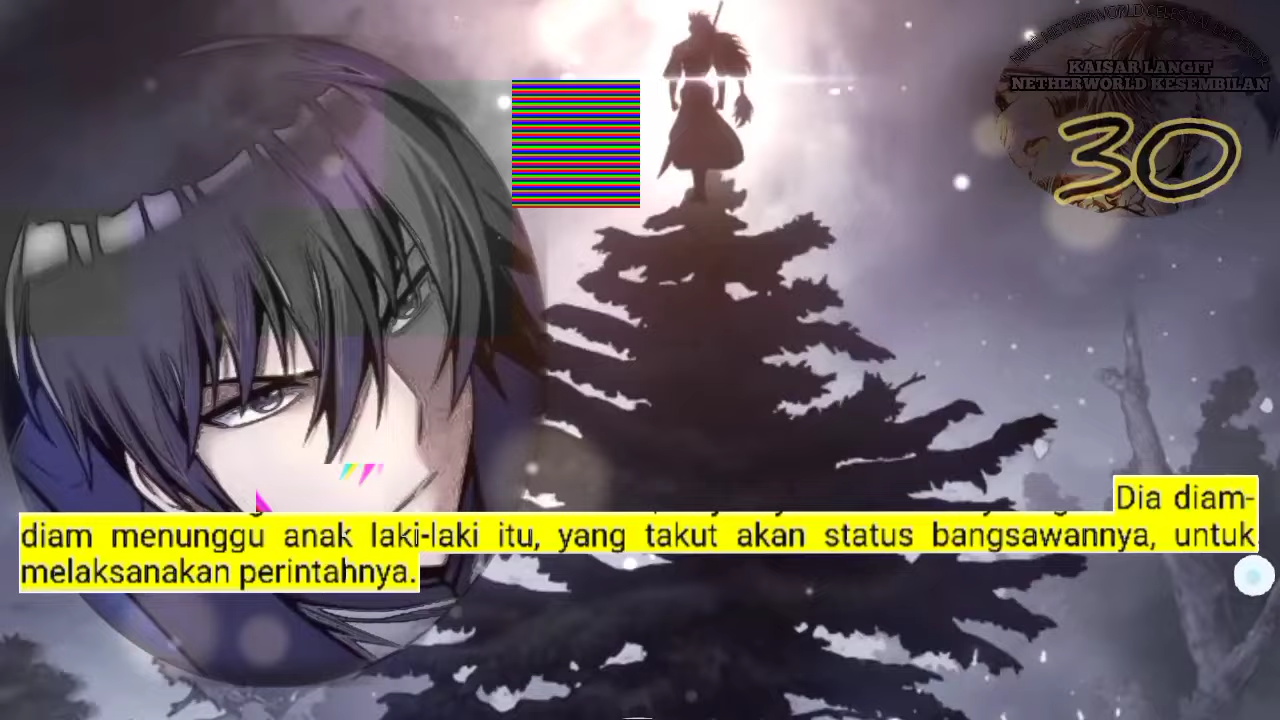 KAISAR LANGIT
NETHERWORLD KESEMBILAN
30
Dia diam-
diam menunggu anak laki-laki itu, yang takut akan status bangsawannya, untuk
melaksanakan perintahnya.